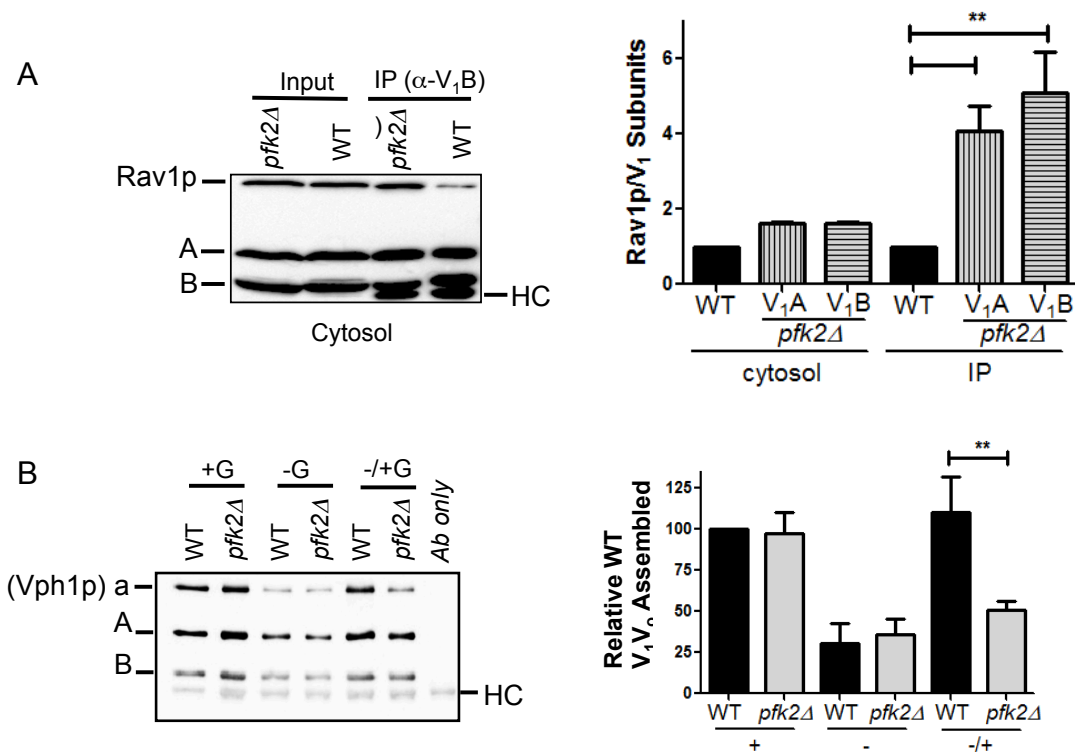 A
Input
IP (α-V₁B)
)
pfk2Δ
WT
pfk2Δ
WT
Rav1p
A
B
HC
Cytosol
Rav1p/V₁ Subunits
6
4
2
0
**
WT
V₁A
V₁B
WT
V₁A
V₁B
pfk2Δ
pfk2Δ
cytosol
IP
B
+G
-G
-/+G
WT
pfk2Δ
WT
pfk2Δ
WT
pfk2Δ
Ab only
(Vph1p) a
A
B
HC
Relative WT
V₁V₀ Assembled
125
100
75
50
25
0
**
WT
pfk2Δ
WT
pfk2Δ
WT
pfk2Δ
+
-
-/+